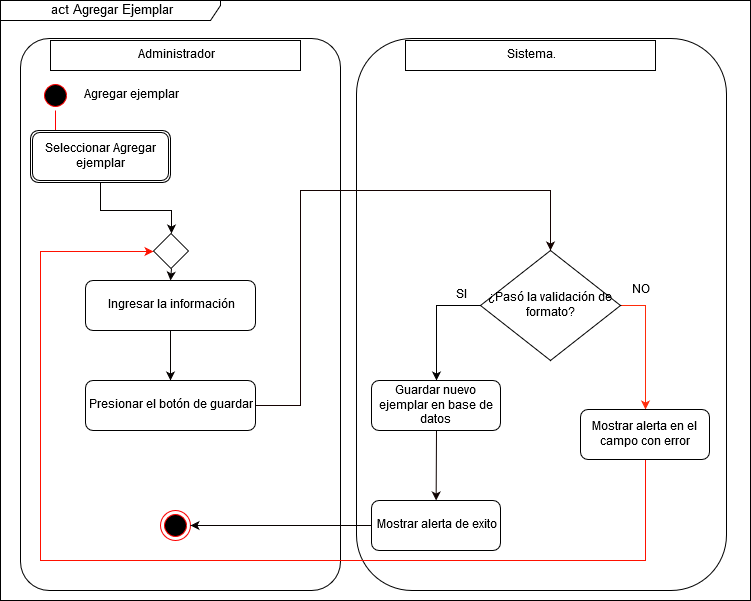 act Agregar Ejemplar
Administrador
Sistema.
Agregar ejemplar
Seleccionar Agregar
ejemplar
Ingresar la información
Presionar el botón de guardar
¿Pasó la validación de
formato?
SI
NO
Guardar nuevo
ejemplar en base de
datos
Mostrar alerta en el
campo con error
Mostrar alerta de exito